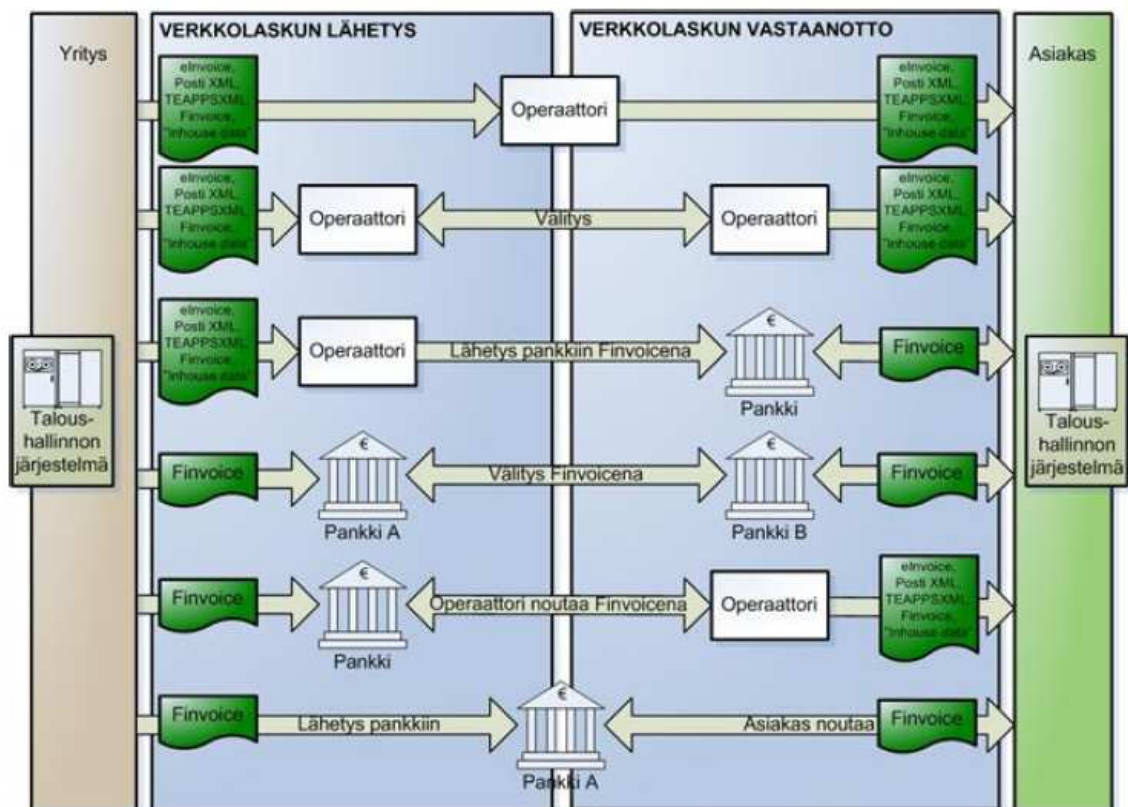 Yritys
VERKKOLASKUN LÄHETYS
VERKKOLASKUN VASTAANOTTO
Asiakas
eInvoice,
Posti XML,
TEAPPSXML,
Finvoice,
"inhouse data"
Operaattori
eInvoice,
Posti XML,
TEAPPSXML,
Finvoice,
"inhouse data"
eInvoice,
Posti XML,
TEAPPSXML,
Finvoice,
"inhouse data"
Operaattori
Välitys
Operaattori
eInvoice,
Posti XML,
TEAPPSXML,
Finvoice,
"inhouse data"
eInvoice,
Posti XML,
TEAPPSXML,
Finvoice,
"inhouse data"
Operaattori
Lähetys pankkiin Finvoicena
€
Pankki
Finvoice
Talous-
hallinnon
järjestelmä
Talous-
hallinnon
järjestelmä
Finvoice
€
Pankki A
Välitys Finvoicena
€
Pankki B
Finvoice
Finvoice
€
Pankki
Operaattori noutaa Finvoicena
Operaattori
eInvoice,
Posti XML,
TEAPPSXML,
Finvoice,
"inhouse data"
Finvoice
Lähetys pankkiin
€
Pankki A
Asiakas noutaa
Finvoice